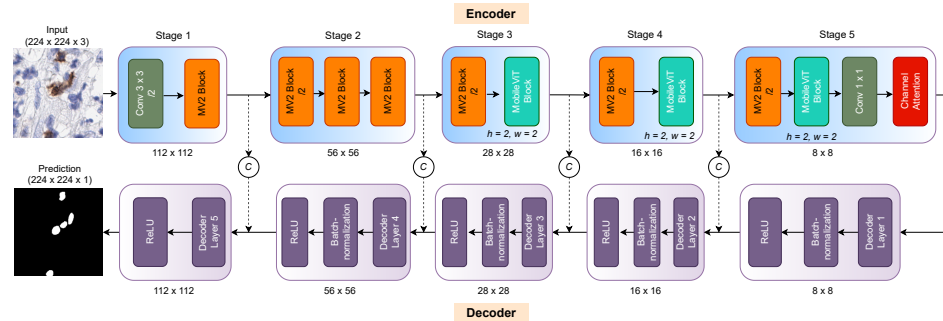 Encoder
Input
(224 x 224 x 3)
Stage 1
Stage 2
Stage 3
Stage 4
Stage 5
Conv 3 x 3
/2
MV2 Block
MV2 Block
/2
MV2 Block
MV2 Block
MV2 Block
/2
MobileViT
Block
h = 2, w = 2
MV2 Block
/2
MobileViT
Block
h = 2, w = 2
MV2 Block
/2
MobileViT
Block
h = 2, w = 2
Conv 1 x 1
Channel
Attention
112 x 112
56 x 56
28 x 28
16 x 16
8 x 8
C
C
C
C
Prediction
(224 x 224 x 1)
ReLU
Decoder
Layer 5
ReLU
Batch-
normalization
Decoder
Layer 4
ReLU
Batch-
normalization
Decoder
Layer 3
ReLU
Batch-
normalization
Decoder
Layer 2
ReLU
Batch-
normalization
Decoder
Layer 1
112 x 112
56 x 56
28 x 28
16 x 16
8 x 8
Decoder